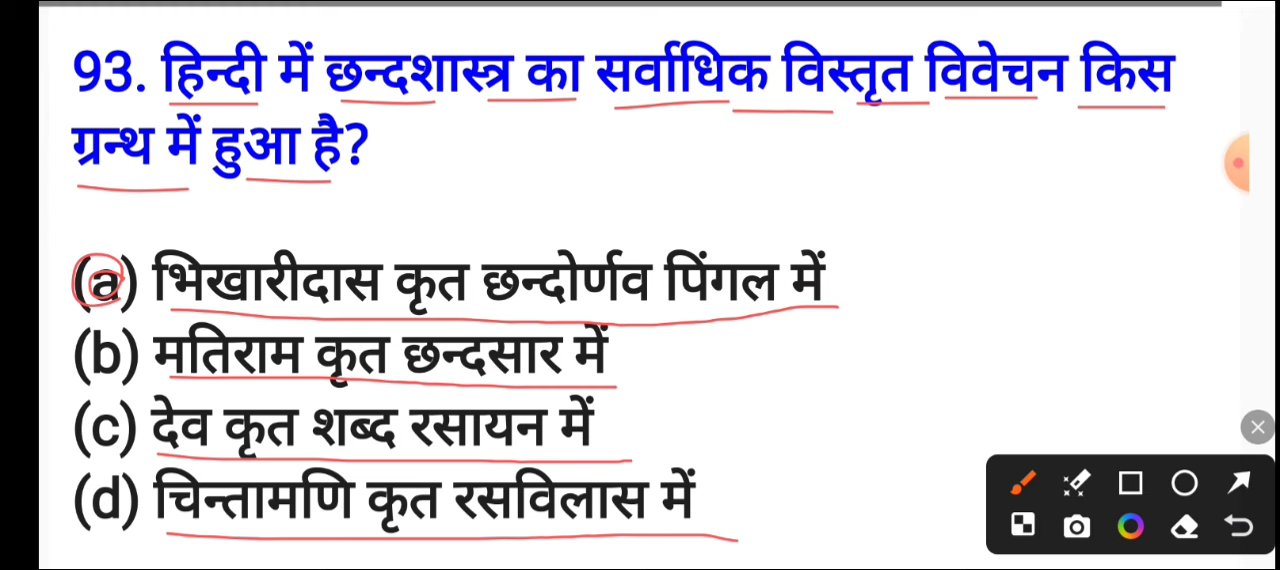 93. हिन्दी में छन्दशास्त्र का सर्वाधिक विस्तृत विवेचन किस
ग्रन्थ में हुआ है?
(a) भिखारीदास कृत छन्दोर्णव पिंगल में
(b) मतिराम कृत छन्दसार में
(c) देव कृत शब्द रसायन में
(d) चिन्तामणि कृत रसविलास में